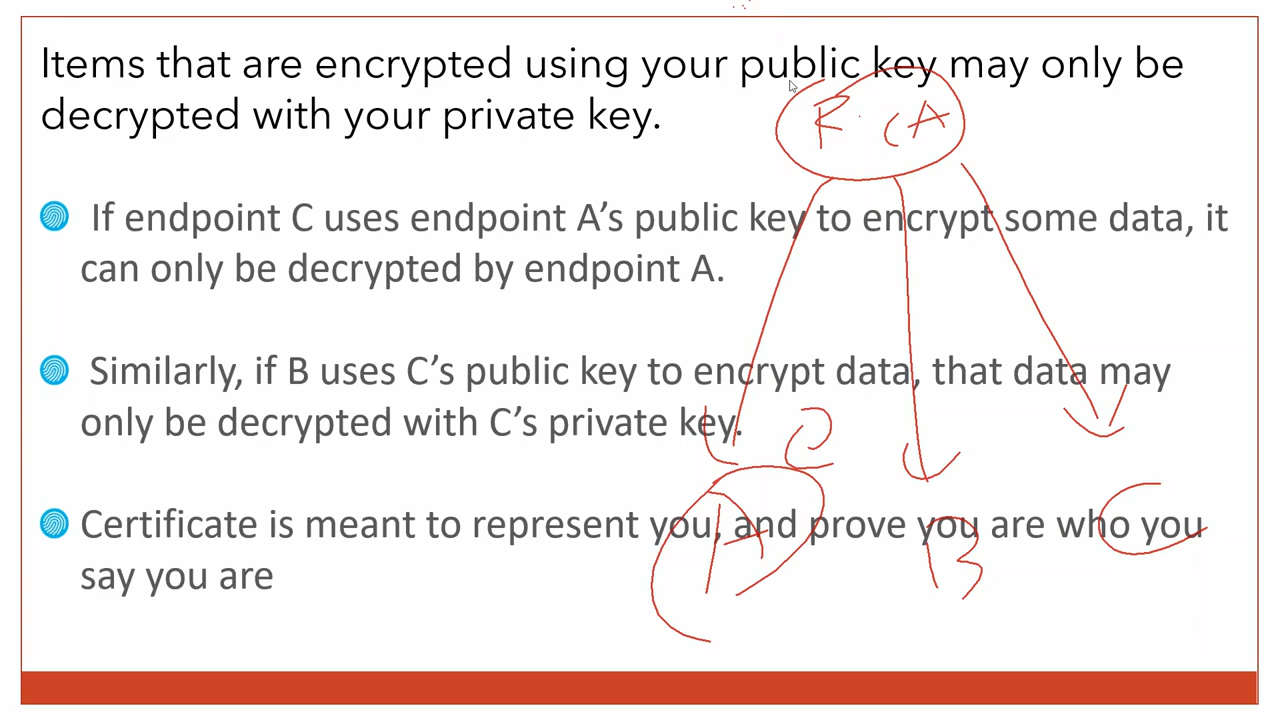 Items that are encrypted using your public key may only be
decrypted with your private key.
R CA
If endpoint C uses endpoint A's public key to encrypt some data, it
can only be decrypted by endpoint A.
Similarly, if B uses C's public key to encrypt data, that data may
only be decrypted with C's private key.
Certificate is meant to represent you, and prove you are who you
say you are
A
B
C